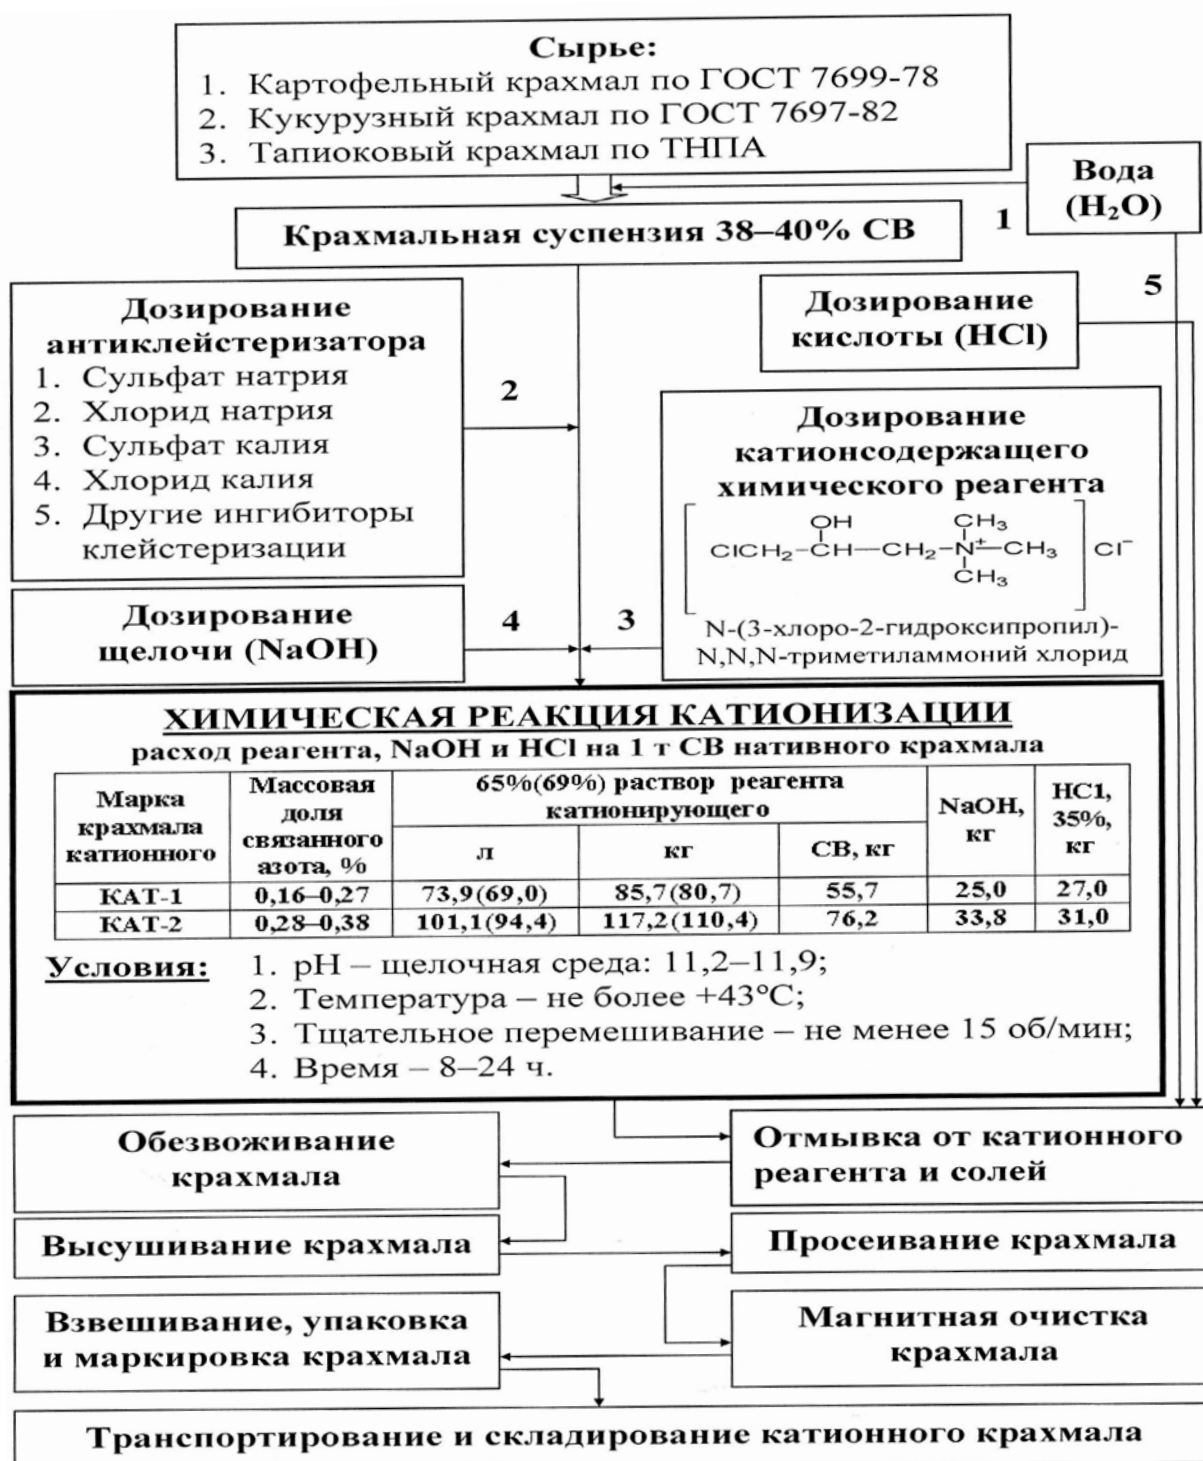 Сырье:
1. Картофельный крахмал по ГОСТ 7699-78
2. Кукурузный крахмал по ГОСТ 7697-82
3. Тапиоковый крахмал по ТНПА
Вода
(H₂O)
Крахмальная суспензия 38–40% СВ
1
5
Дозирование
антиклейстеризатора
1. Сульфат натрия
2. Хлорид натрия
3. Сульфат калия
4. Хлорид калия
5. Другие ингибиторы
клейстеризации
2
Дозирование
кислоты (HCl)
Дозирование
катионсодержащего
химического реагента
OH CH₃
ClCH₂–CH–CH₂–N⁺–CH₃ Cl⁻
CH₃
N-(3-хлоро-2-гидроксипропил)-
N,N,N-триметиламмоний хлорид
Дозирование
щелочи (NaOH)
4
3
ХИМИЧЕСКАЯ РЕАКЦИЯ КАТИОНИЗАЦИИ
расход реагента, NaOH и HCl на 1 т СВ нативного крахмала
Марка крахмала катионного
Массовая доля связанного азота, %
65%(69%) раствор реагента катионирующего
л кг СВ, кг
NaOH, кг
HC1, 35%, кг
КАТ-1 0,16–0,27 73,9(69,0) 85,7(80,7) 55,7 25,0 27,0
КАТ-2 0,28–0,38 101,1(94,4) 117,2(110,4) 76,2 33,8 31,0
Условия: 1. pH – щелочная среда: 11,2–11,9;
2. Температура – не более +43°C;
3. Тщательное перемешивание – не менее 15 об/мин;
4. Время – 8–24 ч.
Обезвоживание
крахмала
Отмывка от катионного
реагента и солей
Высушивание крахмала
Просеивание крахмала
Взвешивание, упаковка
и маркировка крахмала
Магнитная очистка
крахмала
Транспортирование и складирование катионного крахмала